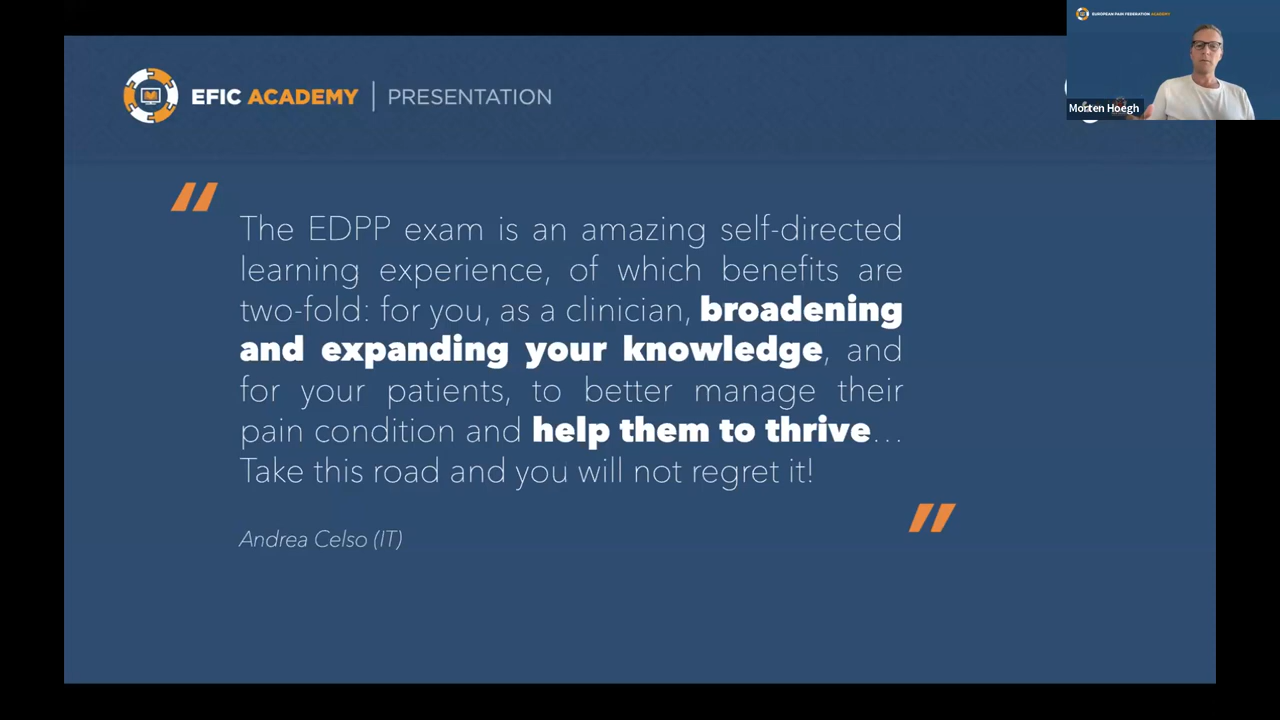 EUROPEAN PAIN FEDERATION ACADEMY
EFIC ACADEMY | PRESENTATION
Morten Hoegh
The EDPP exam is an amazing self-directed
learning experience, of which benefits are
two-fold: for you, as a clinician, broadening
and expanding your knowledge, and
for your patients, to better manage their
pain condition and help them to thrive...
Take this road and you will not regret it!
Andrea Celso (IT)